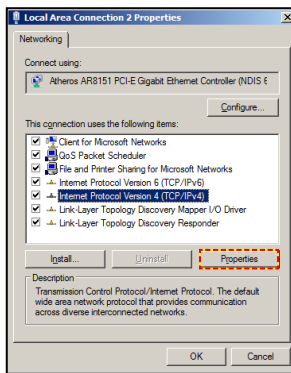 Local Area Connection 2 Properties
Networking
Connect using:
Atheros AR8151 PCI-E Gigabit Ethernet Controller (NDIS 6
Configure...
This connection uses the following items:
Client for Microsoft Networks
QoS Packet Scheduler
File and Printer Sharing for Microsoft Networks
Internet Protocol Version 6 (TCP/IPv6)
Internet Protocol Version 4 (TCP/IPv4)
Link-Layer Topology Discovery Mapper I/O Driver
Link-Layer Topology Discovery Responder
Install... Uninstall Properties
Description
Transmission Control Protocol/Internet Protocol. The default
wide area network protocol that provides communication
across diverse interconnected networks.
OK Cancel